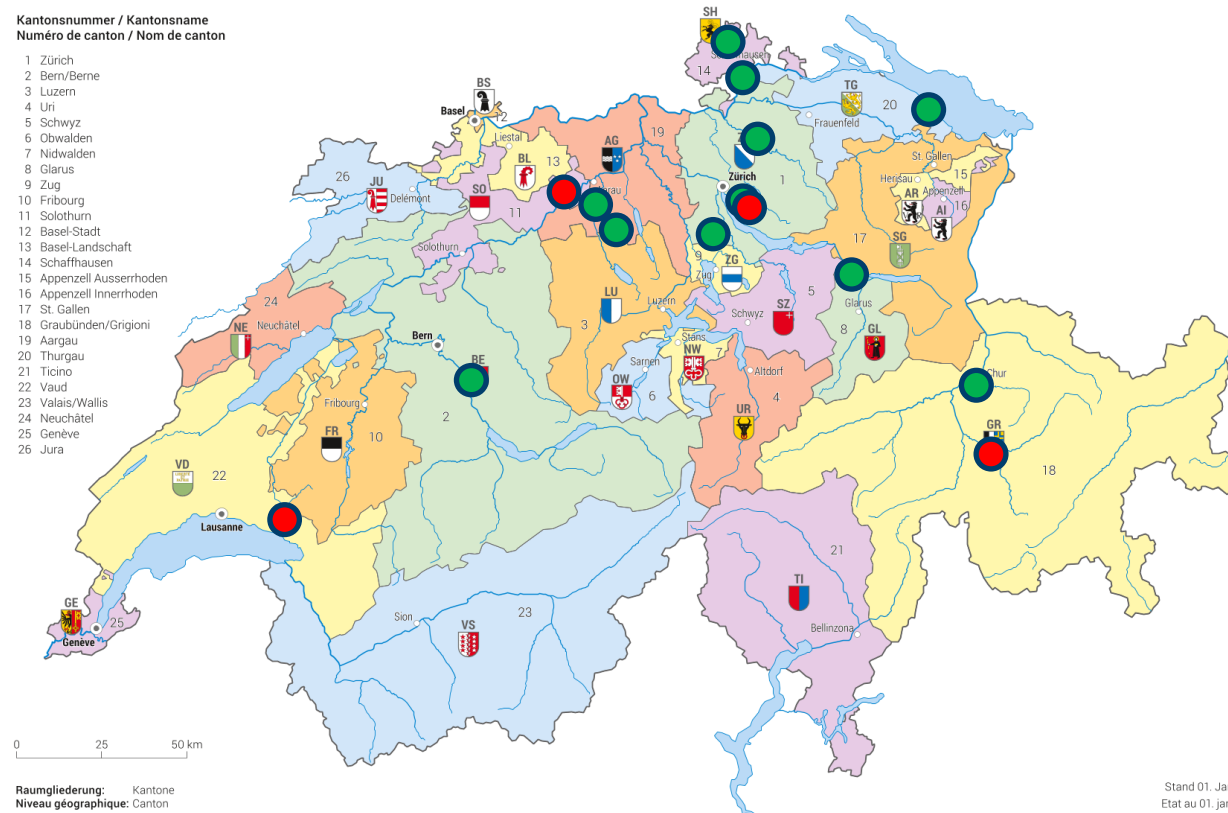 Kantonsnummer / Kantonsname
Numéro de canton / Nom de canton
1 Zürich
2 Bern/Berne
3 Luzern
4 Uri
5 Schwyz
6 Obwalden
7 Nidwalden
8 Glarus
9 Zug
10 Fribourg
11 Solothurn
12 Basel-Stadt
13 Basel-Landschaft
14 Schaffhausen
15 Appenzell Ausserrhoden
16 Appenzell Innerrhoden
17 St. Gallen
18 Graubünden/Grigioni
19 Aargau
20 Thurgau
21 Ticino
22 Vaud
23 Valais/Wallis
24 Neuchâtel
25 Genève
26 Jura
SH
14
BS
Basel
2
Liestal
BL
13
AG
19
TG
20
Frauenfeld
Zürich
1
St. Gallen
Herisau
15
AR
Appenzell
AI
16
SG
17
26
JU
Delémont
SO
11
Solothurn
9
Zug
ZG
LU
Luzern
3
5
Schwyz
SZ
Glarus
8
GL
24
Neuchâtel
NE
Bern
BE
2
Stans
NW
7
Sarnen
OW
6
Altdorf
UR
4
Chur
GR
18
Fribourg
FR
10
VD
22
Lausanne
21
TI
Bellinzona
GE
Genève
25
Sion
VS
23
0 25 50 km
Raumgliederung: Kantone
Niveau géographique: Canton
Stand 01.
Etat au 01.